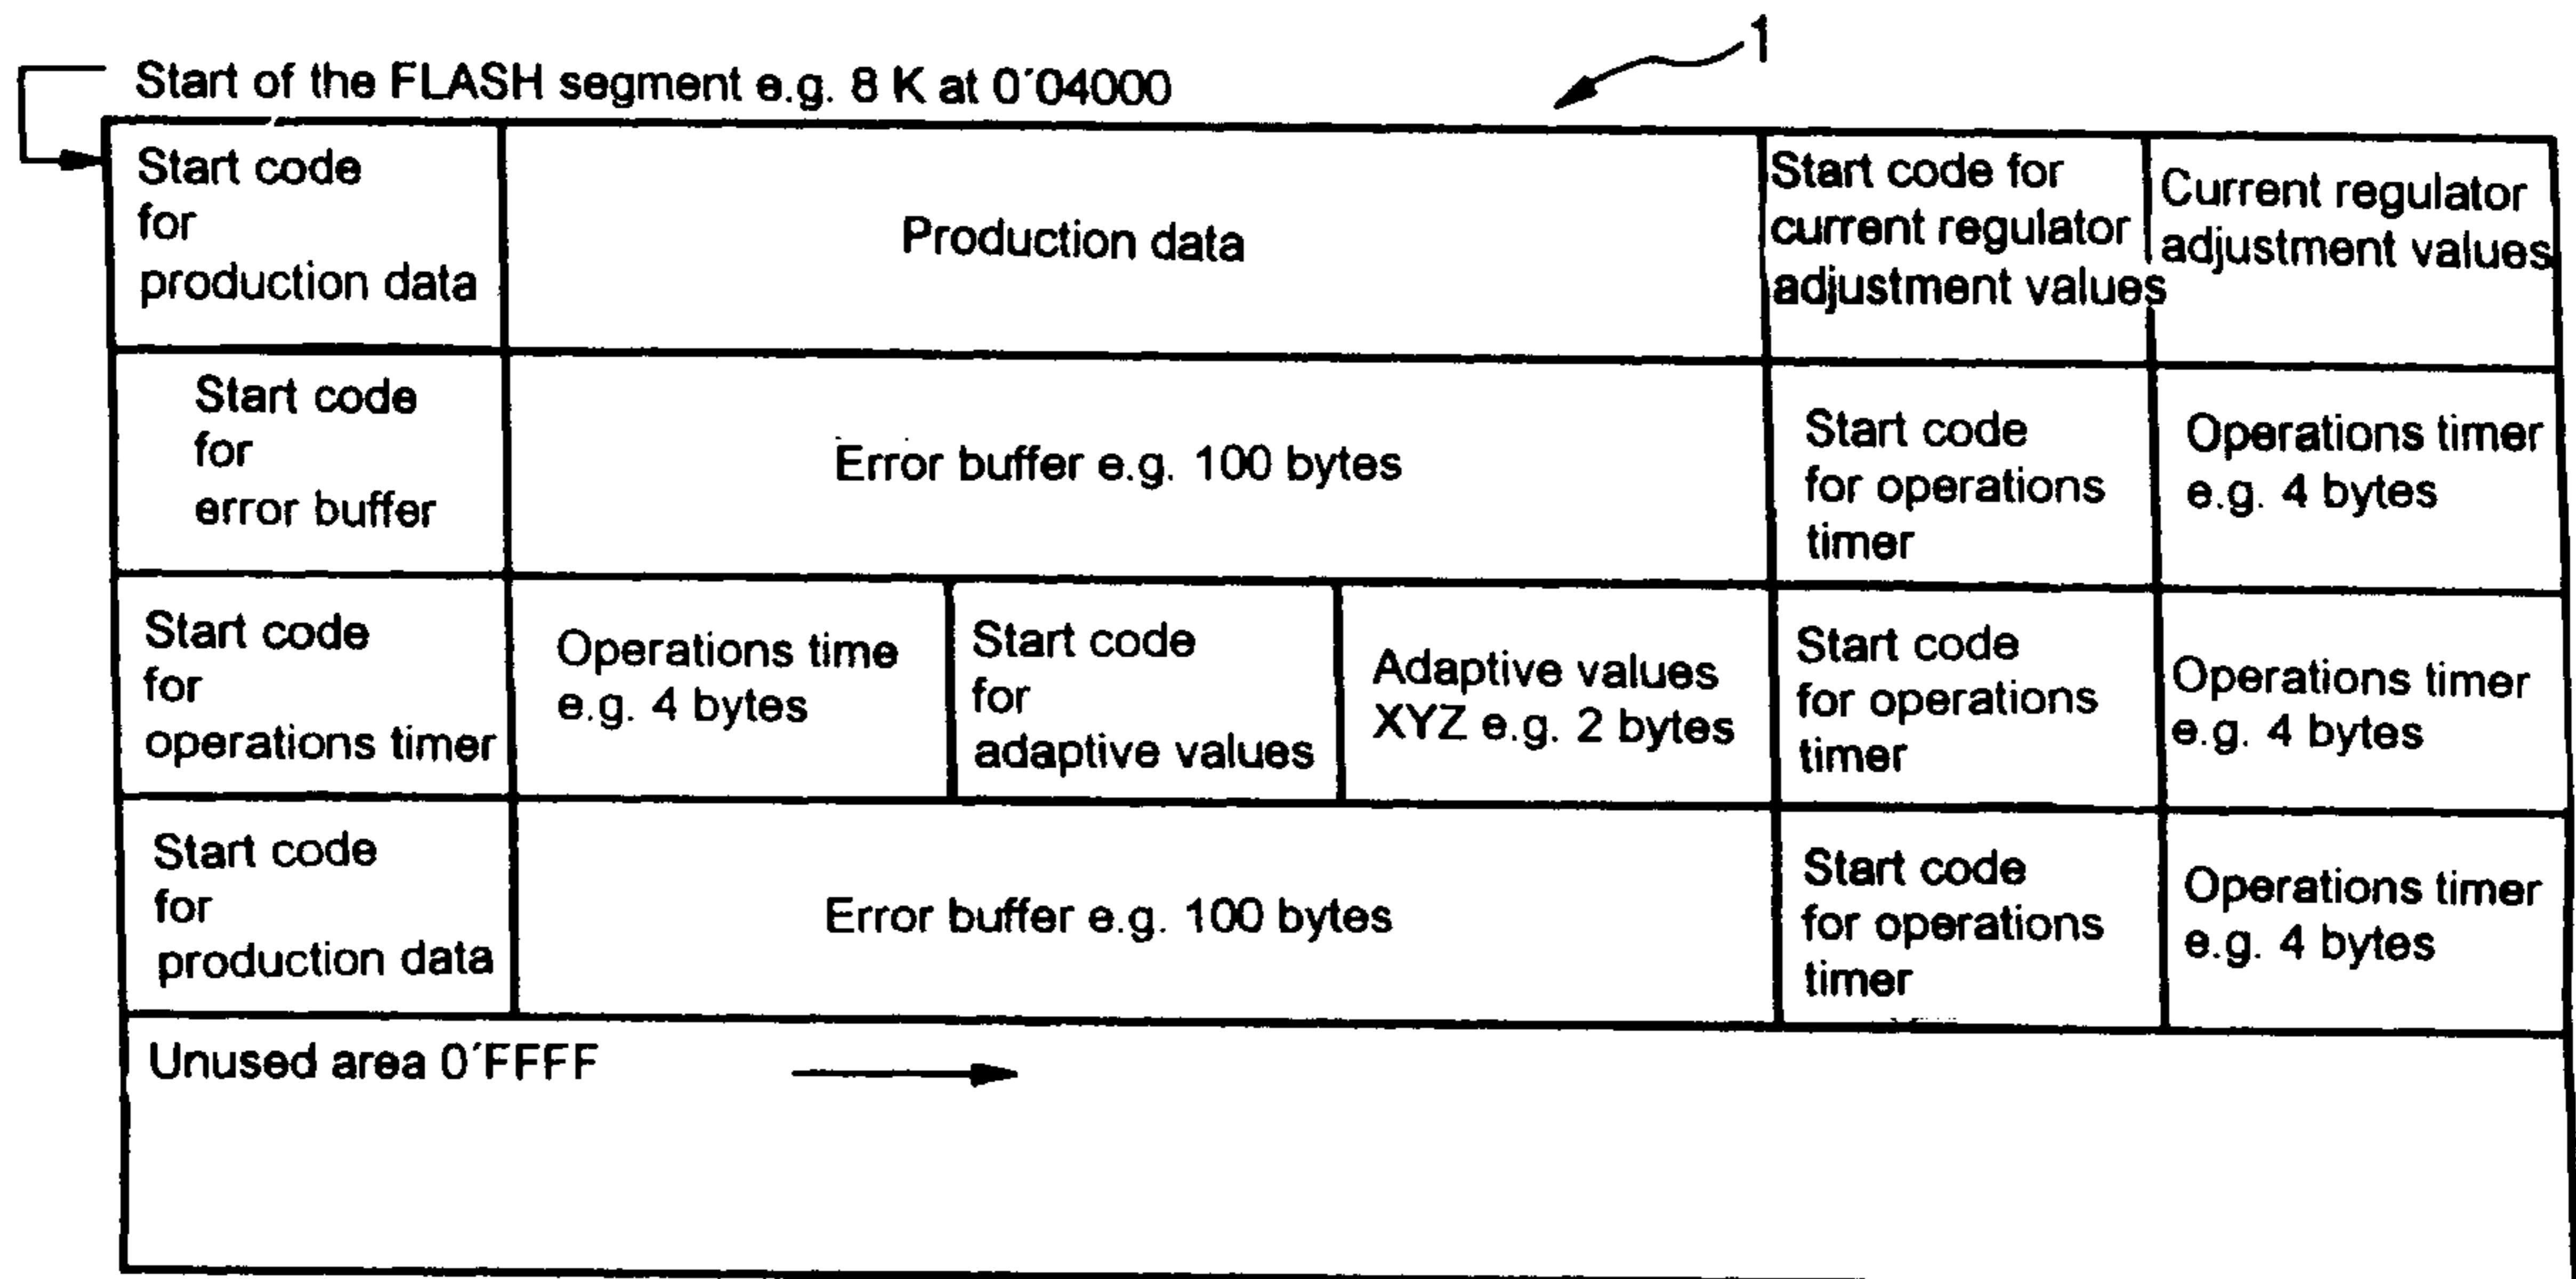 1
Start of the FLASH segment e.g. 8 K at 0´04000
Start code
for
production data
Production data
Start code for
current regulator
adjustment values
Current regulator
adjustment values
Start code
for
error buffer
Error buffer e.g. 100 bytes
Start code
for operations
timer
Operations timer
e.g. 4 bytes
Start code
for
operations timer
Operations time
e.g. 4 bytes
Start code
for
adaptive values
Adaptive values
XYZ e.g. 2 bytes
Start code
for operations
timer
Operations timer
e.g. 4 bytes
Start code
for
production data
Error buffer e.g. 100 bytes
Start code
for operations
timer
Operations timer
e.g. 4 bytes
Unused area 0´FFFF